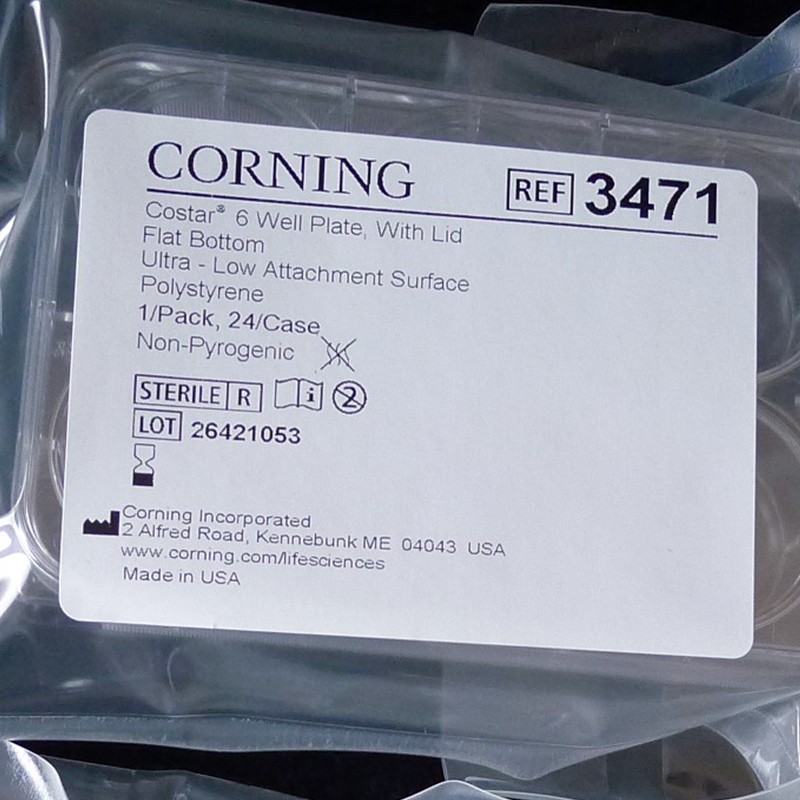 CORNING
REF 3471
Costar® 6 Well Plate, With Lid
Flat Bottom
Ultra - Low Attachment Surface
Polystyrene
1/Pack, 24/Case
Non-Pyrogenic
STERILE R i 2
LOT 26421053
Corning Incorporated
2 Alfred Road, Kennebunk ME 04043 USA
www.corning.com/lifesciences
Made in USA